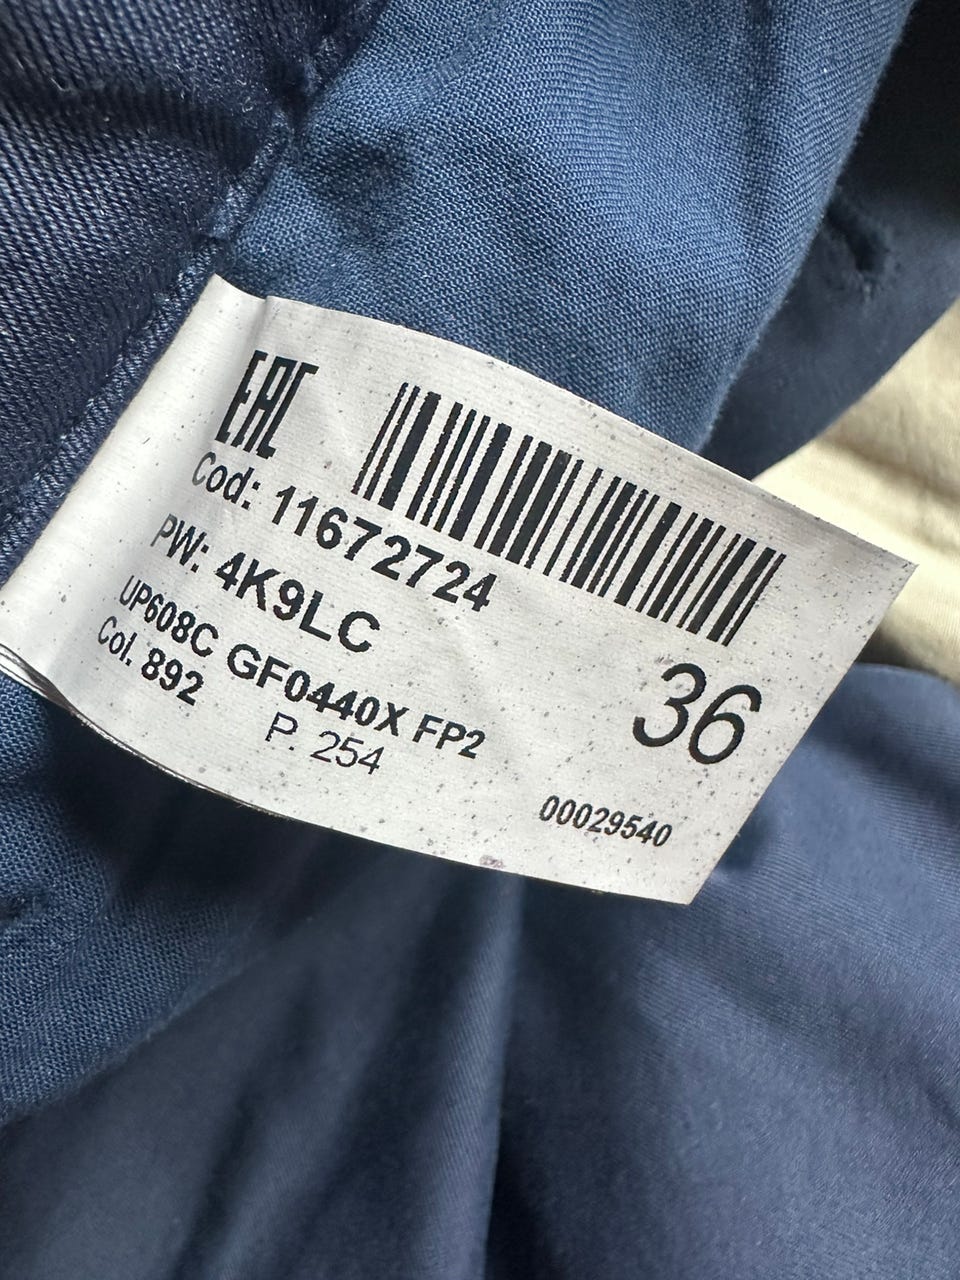 EAC
Cod: 11672724
PW: 4K9LC
UP608C GF0440X FP2
Col. 892
P. 254
36
00029540